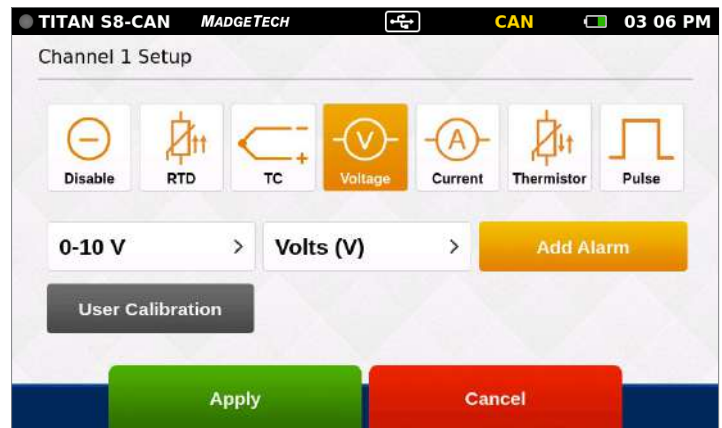 TITAN S8-CAN MADGETECH CAN 03 06 PM
Channel 1 Setup
Disable RTD TC Voltage Current Thermistor Pulse
0-10 V Volts (V) Add Alarm
User Calibration
Apply Cancel